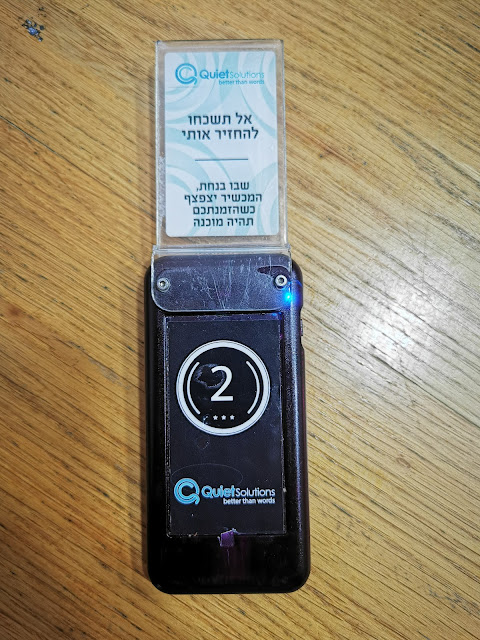 QuietSolutions
better than words
אל תשכחו
להחזיר אותי
שבו בנחת,
המכשיר יצפצף
כשהזמנתכם
תהיה מוכנה
2
QuietSolutions
better than words